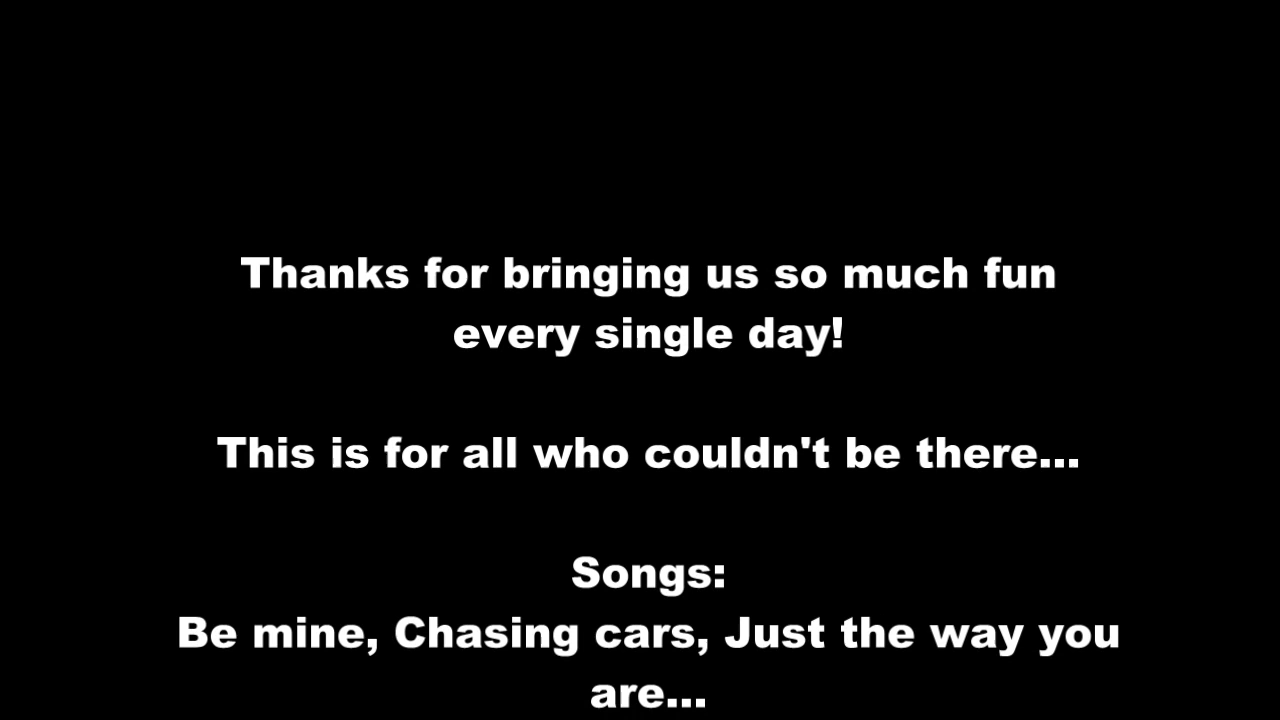 Thanks for bringing us so much fun
every single day!
This is for all who couldn't be there...
Songs:
Be mine, Chasing cars, Just the way you
are...